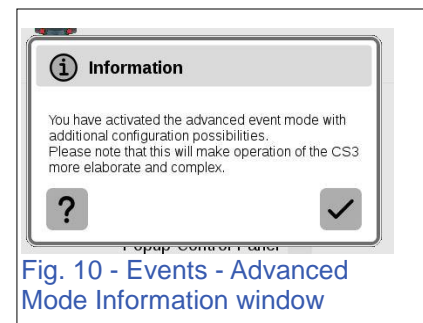 Information
You have activated the advanced event mode with
additional configuration possibilities.
Please note that this will make operation of the CS3
more elaborate and complex.
?
Popup Control Panel
Fig. 10 - Events - Advanced
Mode Information window